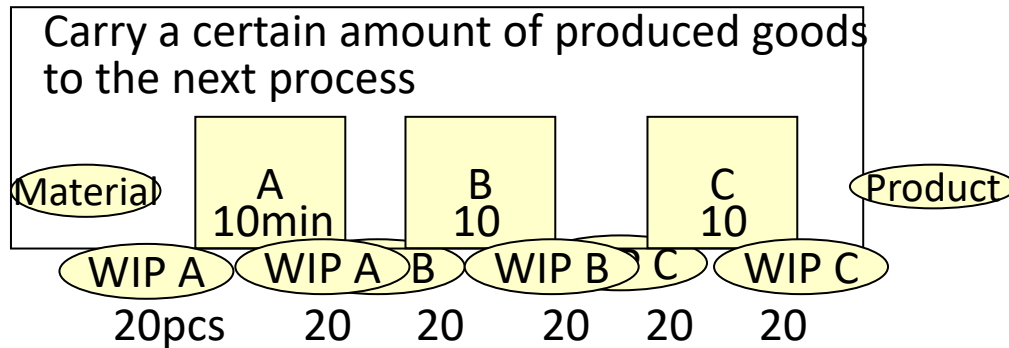 Carry a certain amount of produced goods
to the next process
Material
A
10min
B
10
C
10
Product
WIP A
WIP A
B
WIP B
C
WIP C
20pcs 20 20 20 20 20